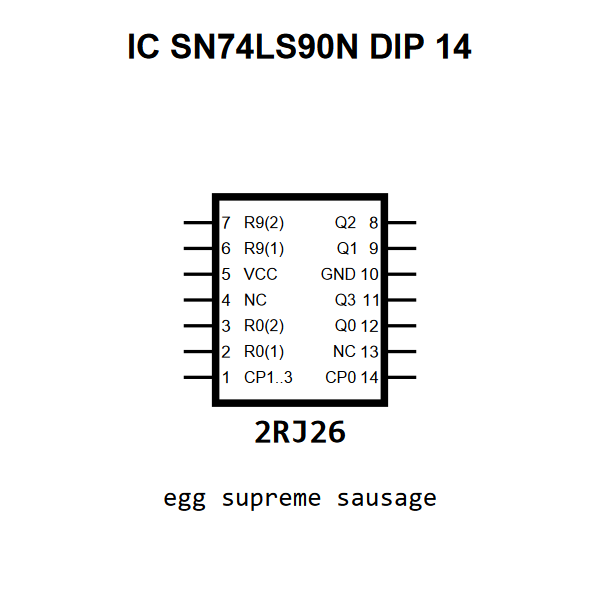 IC SN74LS90N DIP 14
7 R9(2) Q2 8
6 R9(1) Q1 9
5 VCC GND 10
4 NC Q3 11
3 R0(2) Q0 12
2 R0(1) NC 13
1 CP1..3 CP0 14
2RJ26
egg supreme sausage